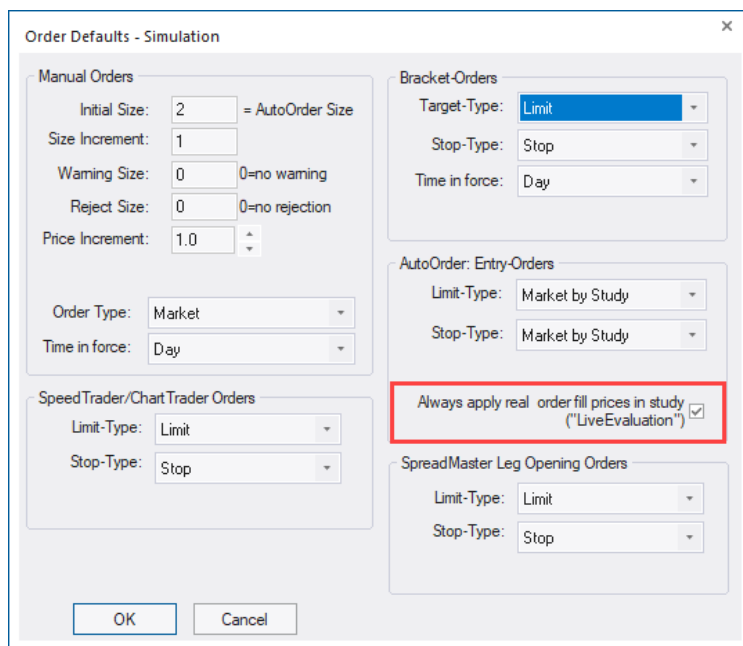 Order Defaults - Simulation
Manual Orders
Initial Size: 2 = AutoOrder Size
Size Increment: 1
Warning Size: 0 0=no warning
Reject Size: 0 0=no rejection
Price Increment: 1.0
Order Type: Market
Time in force: Day
SpeedTrader/ChartTrader Orders
Limit-Type: Limit
Stop-Type: Stop
Bracket-Orders
Target-Type: Limit
Stop-Type: Stop
Time in force: Day
AutoOrder: Entry-Orders
Limit-Type: Market by Study
Stop-Type: Market by Study
Always apply real order fill prices in study
("LiveEvaluation")
SpreadMaster Leg Opening Orders
Limit-Type: Limit
Stop-Type: Stop
OK Cancel